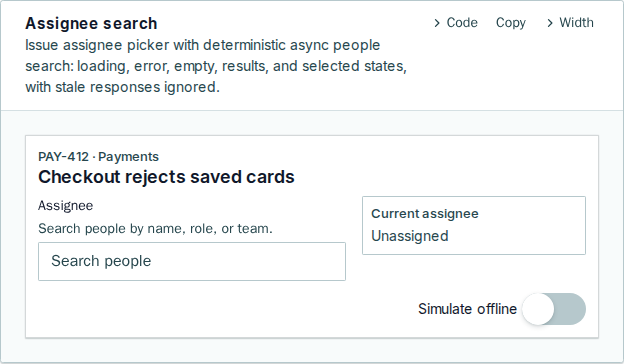 Assignee search
Code Copy Width
Issue assignee picker with deterministic async people
search: loading, error, empty, results, and selected states,
with stale responses ignored.
PAY-412 · Payments
Checkout rejects saved cards
Assignee
Search people by name, role, or team.
Search people
Current assignee
Unassigned
Simulate offline